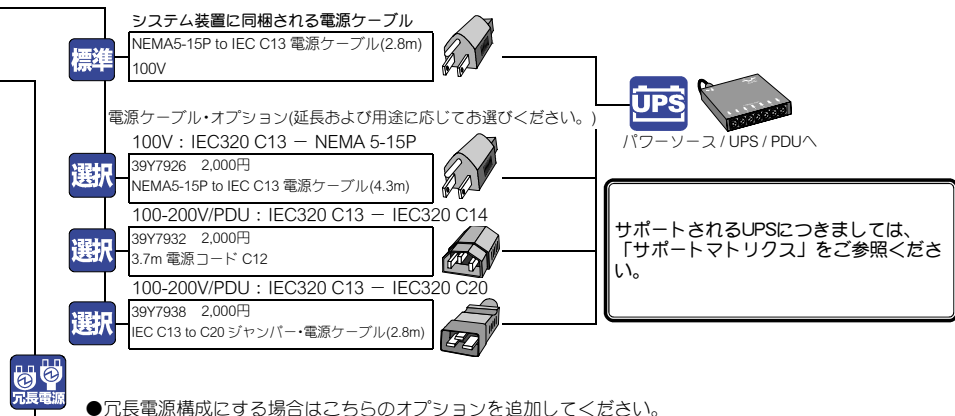 システム装置に同梱される電源ケーブル
標準
NEMA5-15P to IEC C13 電源ケーブル(2.8m)
100V
UPS
パワーソース / UPS / PDUへ
電源ケーブル・オプション(延長および用途に応じてお選びください。)
100V：IEC320 C13 － NEMA 5-15P
選択
39Y7926 2,000円
NEMA5-15P to IEC C13 電源ケーブル(4.3m)
100-200V/PDU：IEC320 C13 － IEC320 C14
選択
39Y7932 2,000円
3.7m 電源コード C12
100-200V/PDU：IEC320 C13 － IEC320 C20
選択
39Y7938 2,000円
IEC C13 to C20 ジャンパー・電源ケーブル(2.8m)
サポートされるUPSにつきましては、
「サポートマトリクス」をご参照くださ
い。
冗長電源
●冗長電源構成にする場合はこちらのオプションを追加してください。